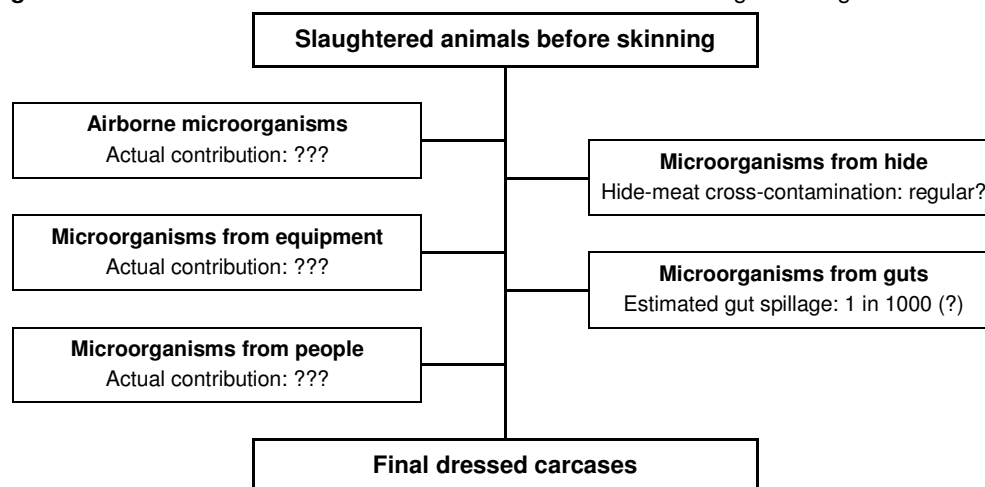 Slaughtered animals before skinning
Airborne microorganisms
Actual contribution: ???
Microorganisms from hide
Hide-meat cross-contamination: regular?
Microorganisms from equipment
Actual contribution: ???
Microorganisms from guts
Estimated gut spillage: 1 in 1000 (?)
Microorganisms from people
Actual contribution: ???
Final dressed carcases